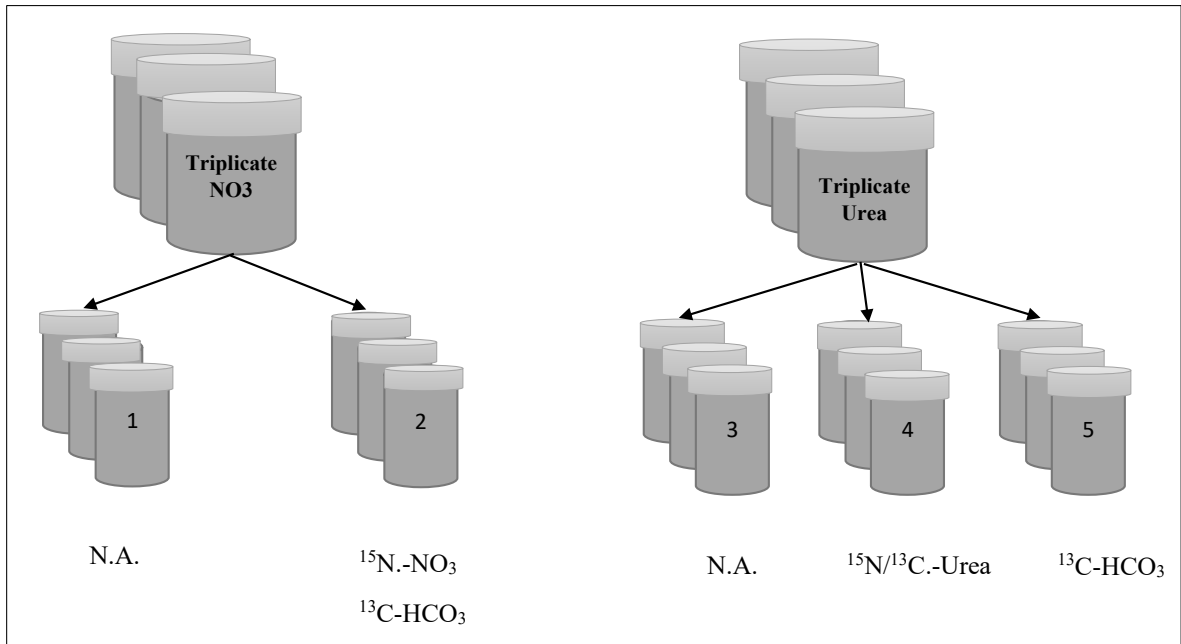 Triplicate
NO3
Triplicate
Urea
1
2
3
4
5
N.A.
¹⁵N.-NO₃
¹³C-HCO₃
N.A.
¹⁵N/¹³C.-Urea
¹³C-HCO₃